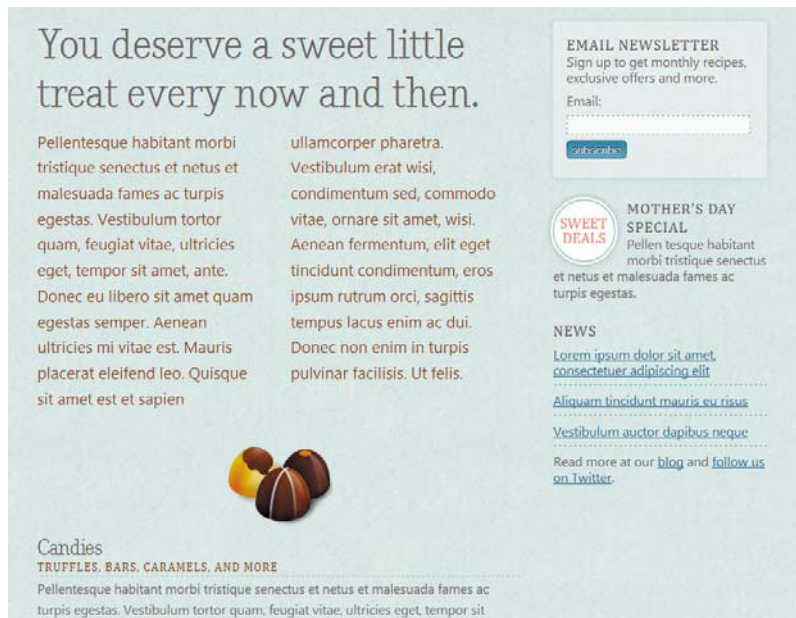 You deserve a sweet little
treat every now and then.
Pellentesque habitant morbi
tristique senectus et netus et
malesuada fames ac turpis
egestas. Vestibulum tortor
quam, feugiat vitae, ultricies
eget, tempor sit amet, ante.
Donec eu libero sit amet quam
egestas semper. Aenean
ultricies mi vitae est. Mauris
placerat eleifend leo. Quisque
sit amet est et sapien
ullamcorper pharetra.
Vestibulum erat wisi,
condimentum sed, commodo
vitae, ornare sit amet, wisi.
Aenean fermentum, elit eget
tincidunt condimentum, eros
ipsum rutrum orci, sagittis
tempus lacus enim ac dui.
Donec non enim in turpis
pulvinar facilisis. Ut felis.
Candies
TRUFFLES, BARS, CARAMELS, AND MORE
Pellentesque habitant morbi tristique senectus et netus et malesuada fames ac
turpis egestas. Vestibulum tortor quam, feugiat vitae, ultricies eget, tempor sit
EMAIL NEWSLETTER
Sign up to get monthly recipes,
exclusive offers and more.
Email:
subscribe
SWEET
DEALS
MOTHER'S DAY
SPECIAL
Pellen tesque habitant
morbi tristique senectus
et netus et malesuada fames ac
turpis egestas.
NEWS
Lorem ipsum dolor sit amet,
consectetuer adipiscing elit
Aliquam tincidunt mauris eu risus
Vestibulum auctor dapibus neque
Read more at our blog and follow us
on Twitter.